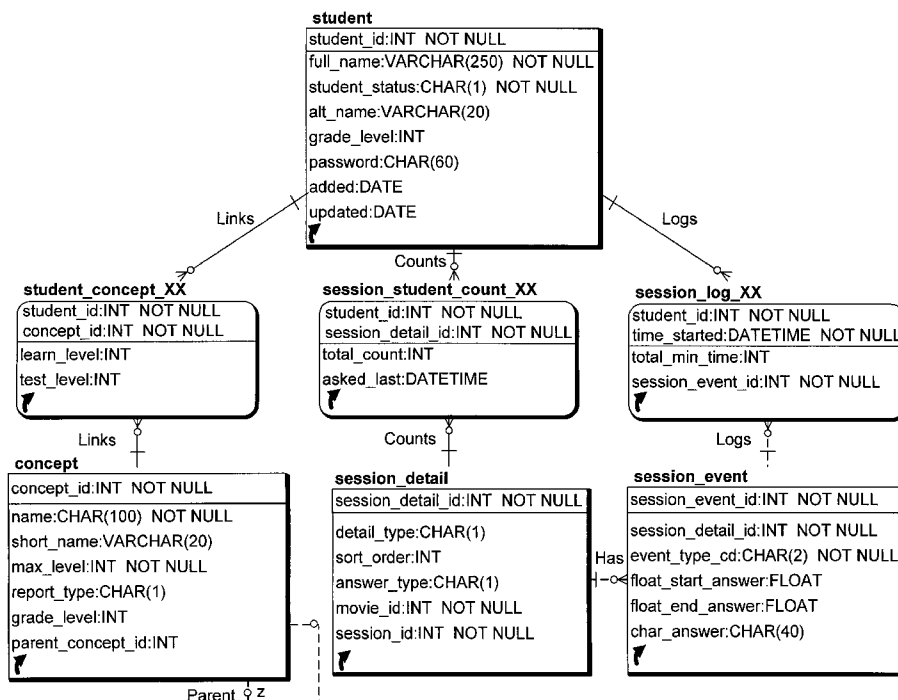 student
student_id:INT NOT NULL
full_name:VARCHAR(250) NOT NULL
student_status:CHAR(1) NOT NULL
alt_name:VARCHAR(20)
grade_level:INT
password:CHAR(60)
added:DATE
updated:DATE
Links
Counts
Logs
student_concept_XX
student_id:INT NOT NULL
concept_id:INT NOT NULL
learn_level:INT
test_level:INT
session_student_count_XX
student_id:INT NOT NULL
session_detail_id:INT NOT NULL
total_count:INT
asked_last:DATETIME
session_log_XX
student_id:INT NOT NULL
time_started:DATETIME NOT NULL
total_min_time:INT
session_event_id:INT NOT NULL
Links
Counts
Logs
concept
concept_id:INT NOT NULL
name:CHAR(100) NOT NULL
short_name:VARCHAR(20)
max_level:INT NOT NULL
report_type:CHAR(1)
grade_level:INT
parent_concept_id:INT
session_detail
session_detail_id:INT NOT NULL
detail_type:CHAR(1)
sort_order:INT
answer_type:CHAR(1)
movie_id:INT NOT NULL
session_id:INT NOT NULL
Has
session_event
session_event_id:INT NOT NULL
session_detail_id:INT NOT NULL
event_type_cd:CHAR(2) NOT NULL
float_start_answer:FLOAT
float_end_answer:FLOAT
char_answer:CHAR(40)
Parent
z